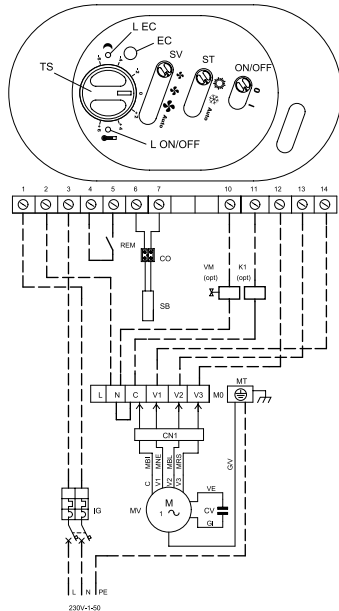 L EC
EC
TS
SV
ST
ON/OFF
0
I
Auto
Auto
L ON/OFF
1 2 3 4 5 6 7 10 11 12 13 14
REM
CO
VM
(opt)
K1
(opt)
SB
L N C V1 V2 V3 M0
MT
CN1
G/V
MBI
MNE
MBL
MRS
C
V1
V2
V3
MV
M
1
VE
CV
GI
IG
L N PE
230V-1-50